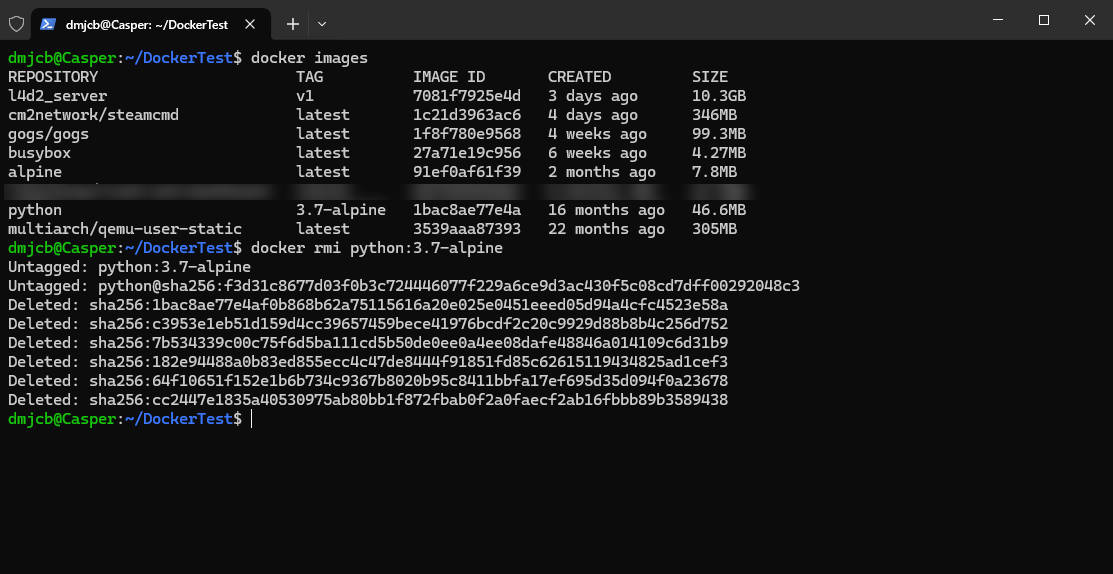 dmjcb@Casper: ~/DockerTest
dmjcb@Casper:~/DockerTest$ docker images
REPOSITORY TAG IMAGE ID CREATED SIZE
l4d2_server v1 7081f7925e4d 3 days ago 10.3GB
cm2network/steamcmd latest 1c21d3963ac6 4 days ago 346MB
gogs/gogs latest 1f8f780e9568 4 weeks ago 99.3MB
busybox latest 27a71e19c956 6 weeks ago 4.27MB
alpine latest 91ef0af61f39 2 months ago 7.8MB
python 3.7-alpine 1bac8ae77e4a 16 months ago 46.6MB
multiarch/qemu-user-static latest 3539aaa87393 22 months ago 305MB
dmjcb@Casper:~/DockerTest$ docker rmi python:3.7-alpine
Untagged: python:3.7-alpine
Untagged: python@sha256:f3d31c8677d03f0b3c724446077f229a6ce9d3ac430f5c08cd7dff00292048c3
Deleted: sha256:1bac8ae77e4af0b868b62a75115616a20e025e0451eeed05d94a4cfc4523e58a
Deleted: sha256:c3953e1eb51d159d4cc39657459bece41976bcdf2c20c9929d88b8b4c256d752
Deleted: sha256:7b534339c00c75f6d5ba111cd5b50de0ee0a4ee08dafe48846a014109c6d31b9
Deleted: sha256:182e94488a0b83ed855ecc4c47de8444f91851fd85c62615119434825ad1cef3
Deleted: sha256:64f10651f152e1b6b734c9367b8020b95c8411bbfa17ef695d35d094f0a23678
Deleted: sha256:cc2447e1835a40530975ab80bb1f872fbab0f2a0faecf2ab16fbbb89b3589438
dmjcb@Casper:~/DockerTest$